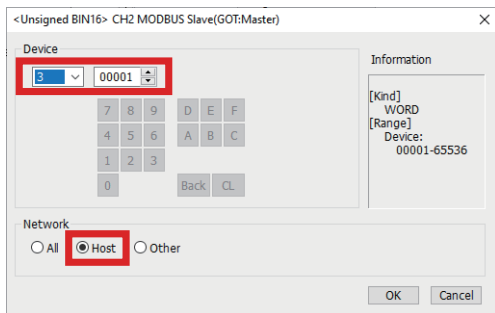 <Unsigned BIN16> CH2 MODBUS Slave(GOT:Master)
Device
3 00001
7 8 9 D E F
4 5 6 A B C
1 2 3
0 Back CL
Information
[Kind]
WORD
[Range]
Device:
00001-65536
Network
All Host Other
OK Cancel